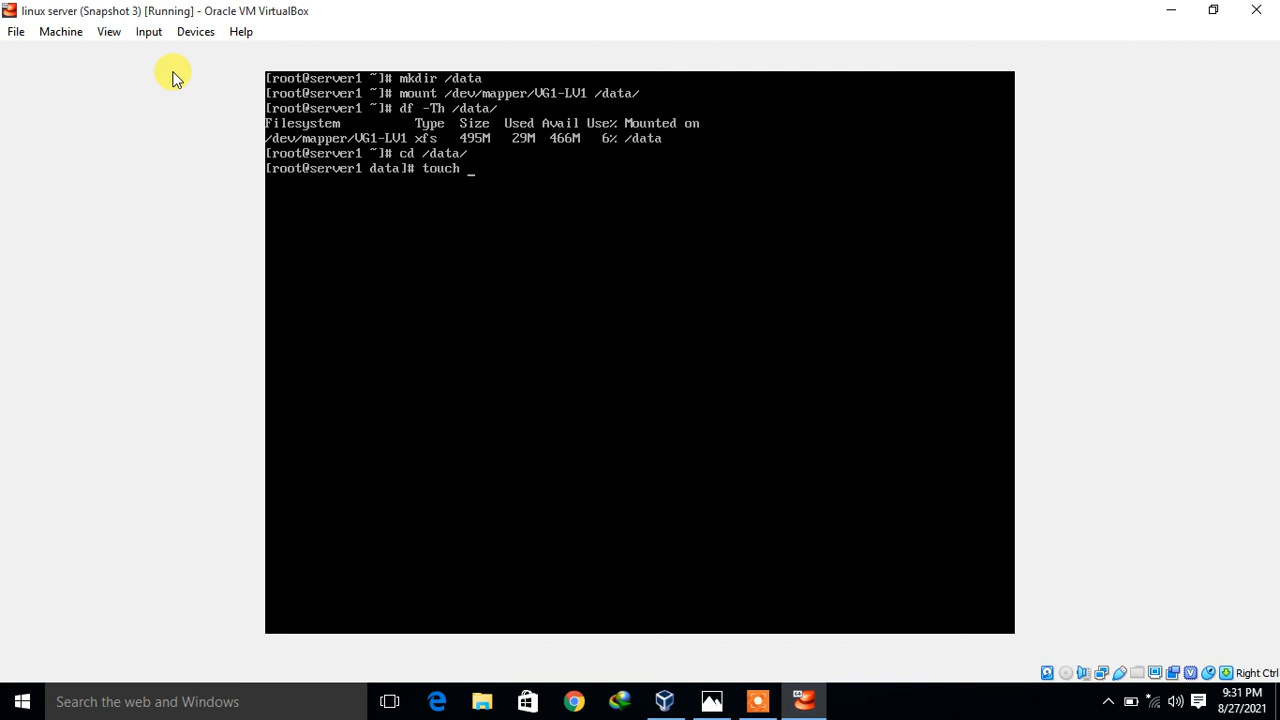 linux server (Snapshot 3) [Running] - Oracle VM VirtualBox
File Machine View Input Devices Help
[root@server1 ~]# mkdir /data
[root@server1 ~]# mount /dev/mapper/VG1-LV1 /data/
[root@server1 ~]# df -Th /data/
Filesystem Type Size Used Avail Use% Mounted on
/dev/mapper/VG1-LV1 xfs 495M 29M 466M 6% /data
[root@server1 ~]# cd /data/
[root@server1 data]# touch _
Right Ctrl
Search the web and Windows
9:31 PM
8/27/2021